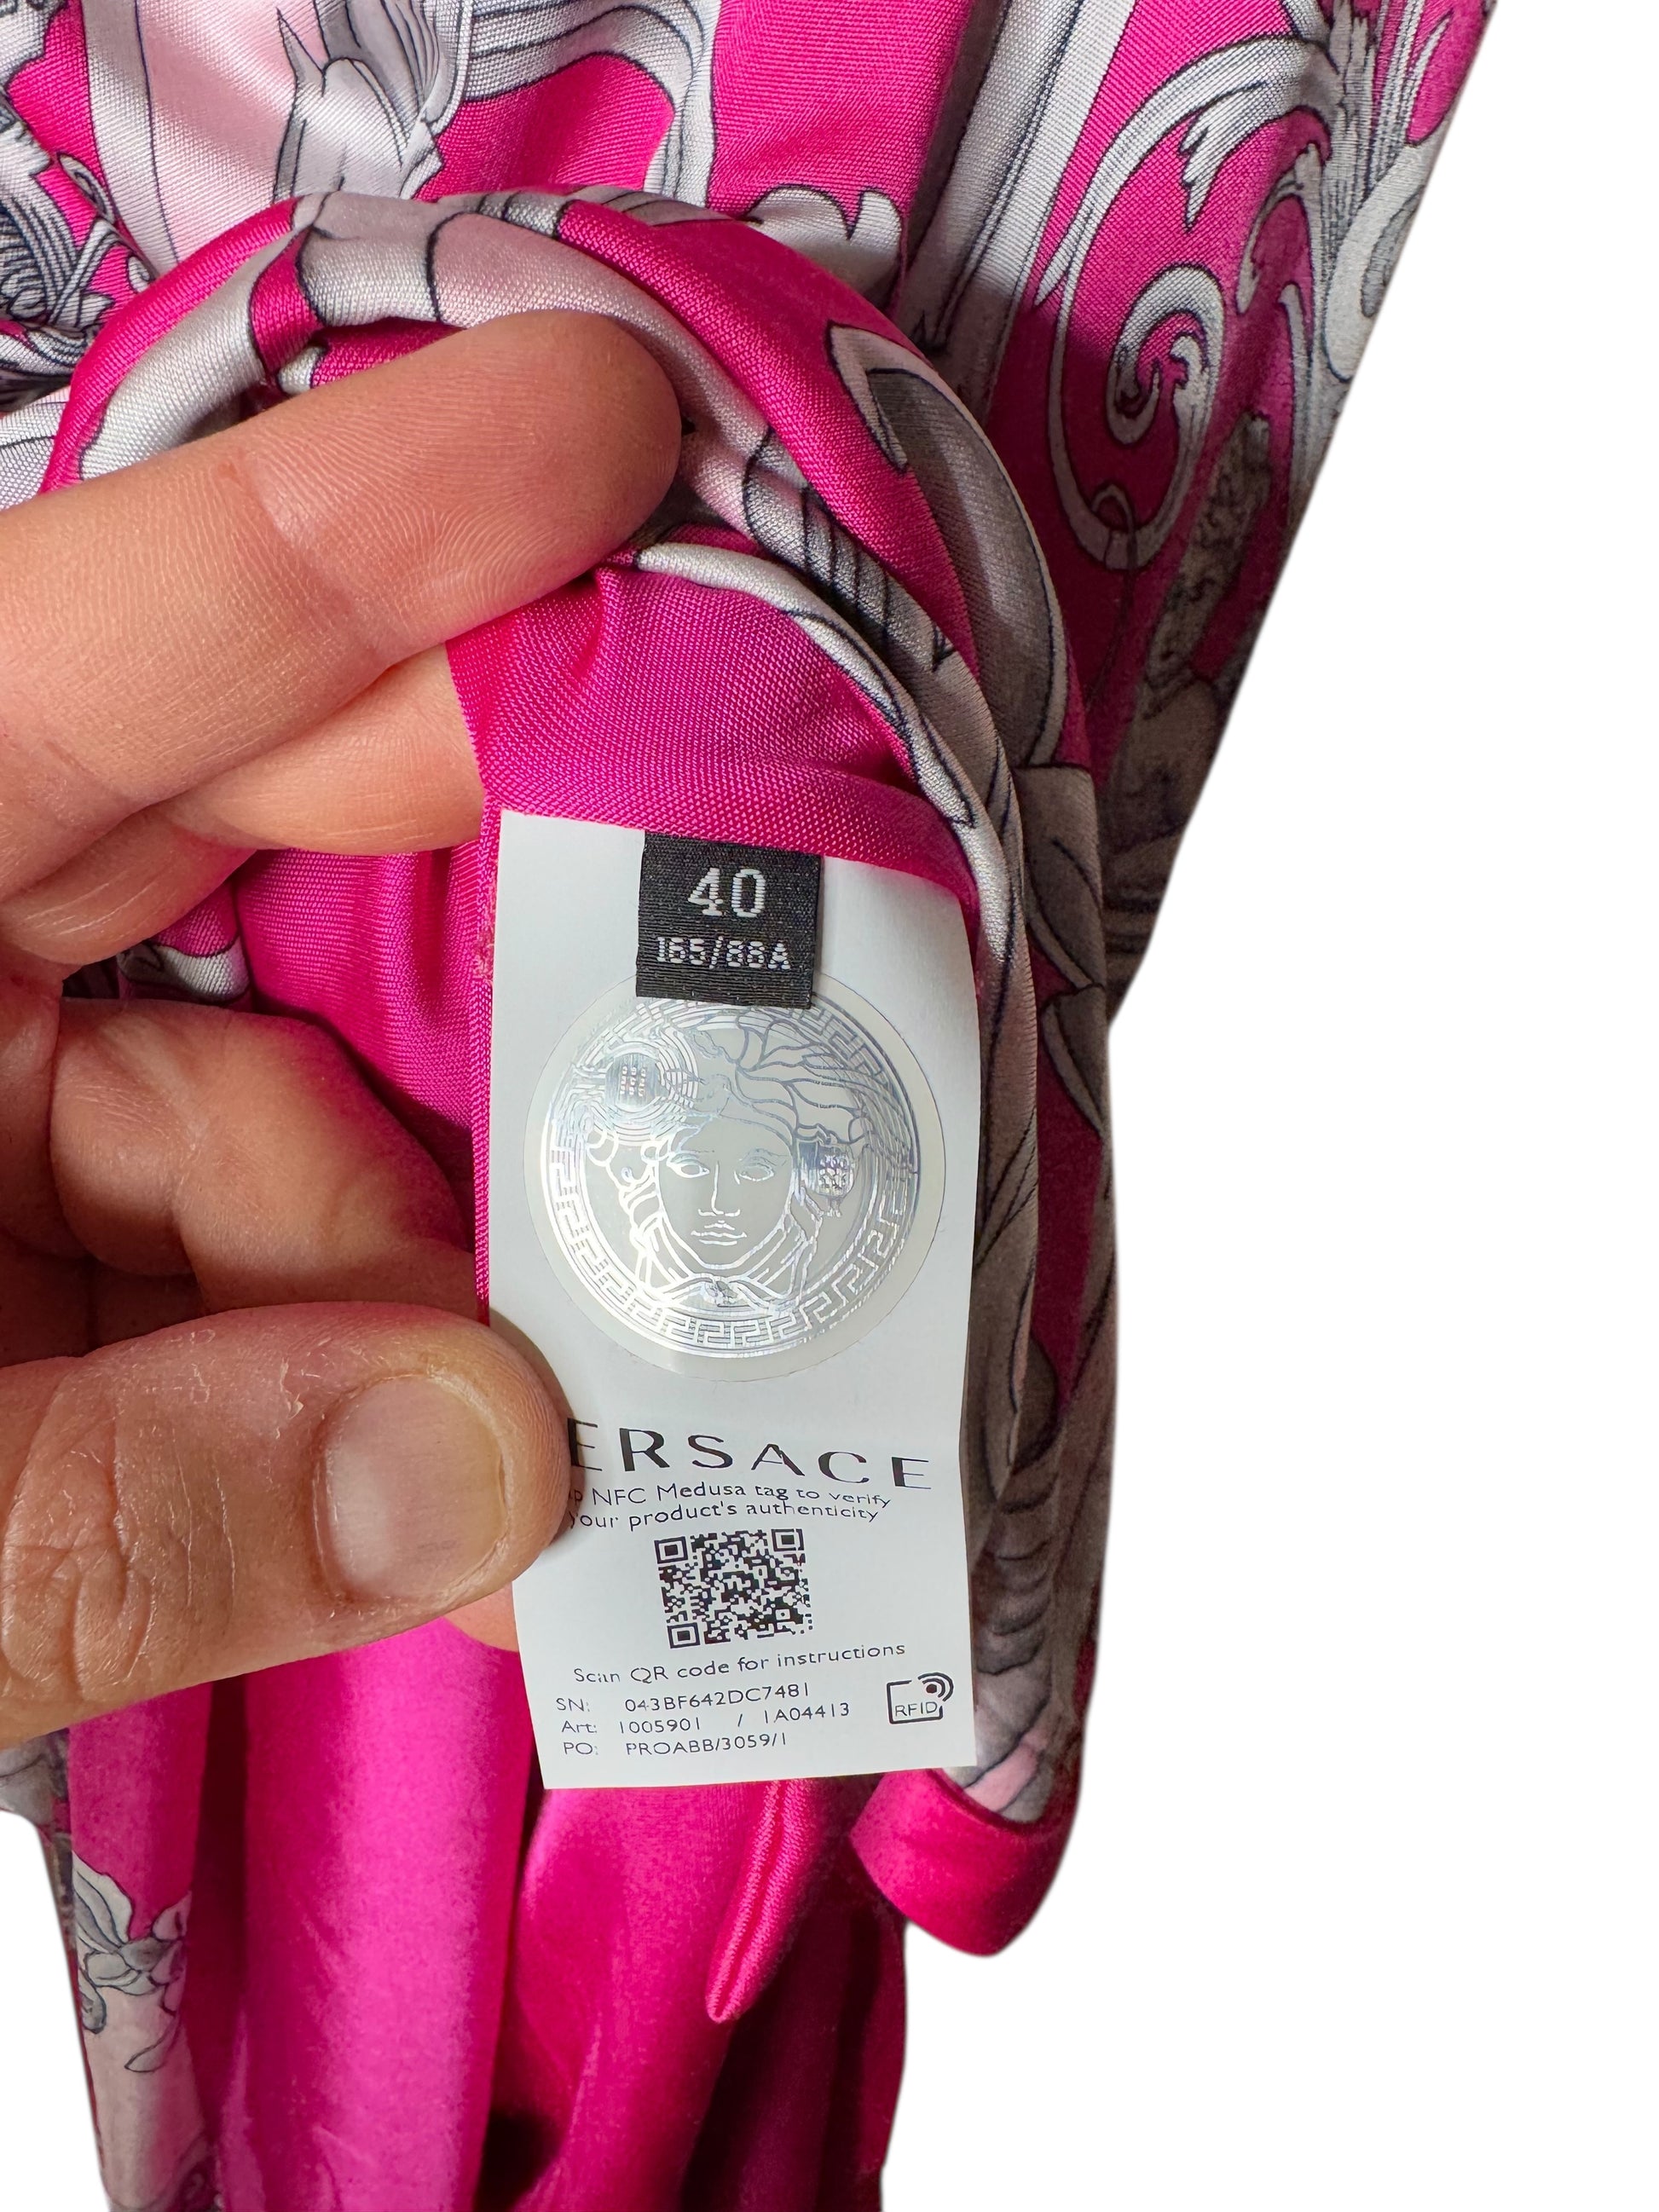 40
165/88A
ERSACE
p NFC Medusa tag to verify
your product's authenticity
Scan QR code for instructions
SN: 043BF642DC7481
Art: 1005901 / 1A04413
PO: PROABB/3059/1
RFID